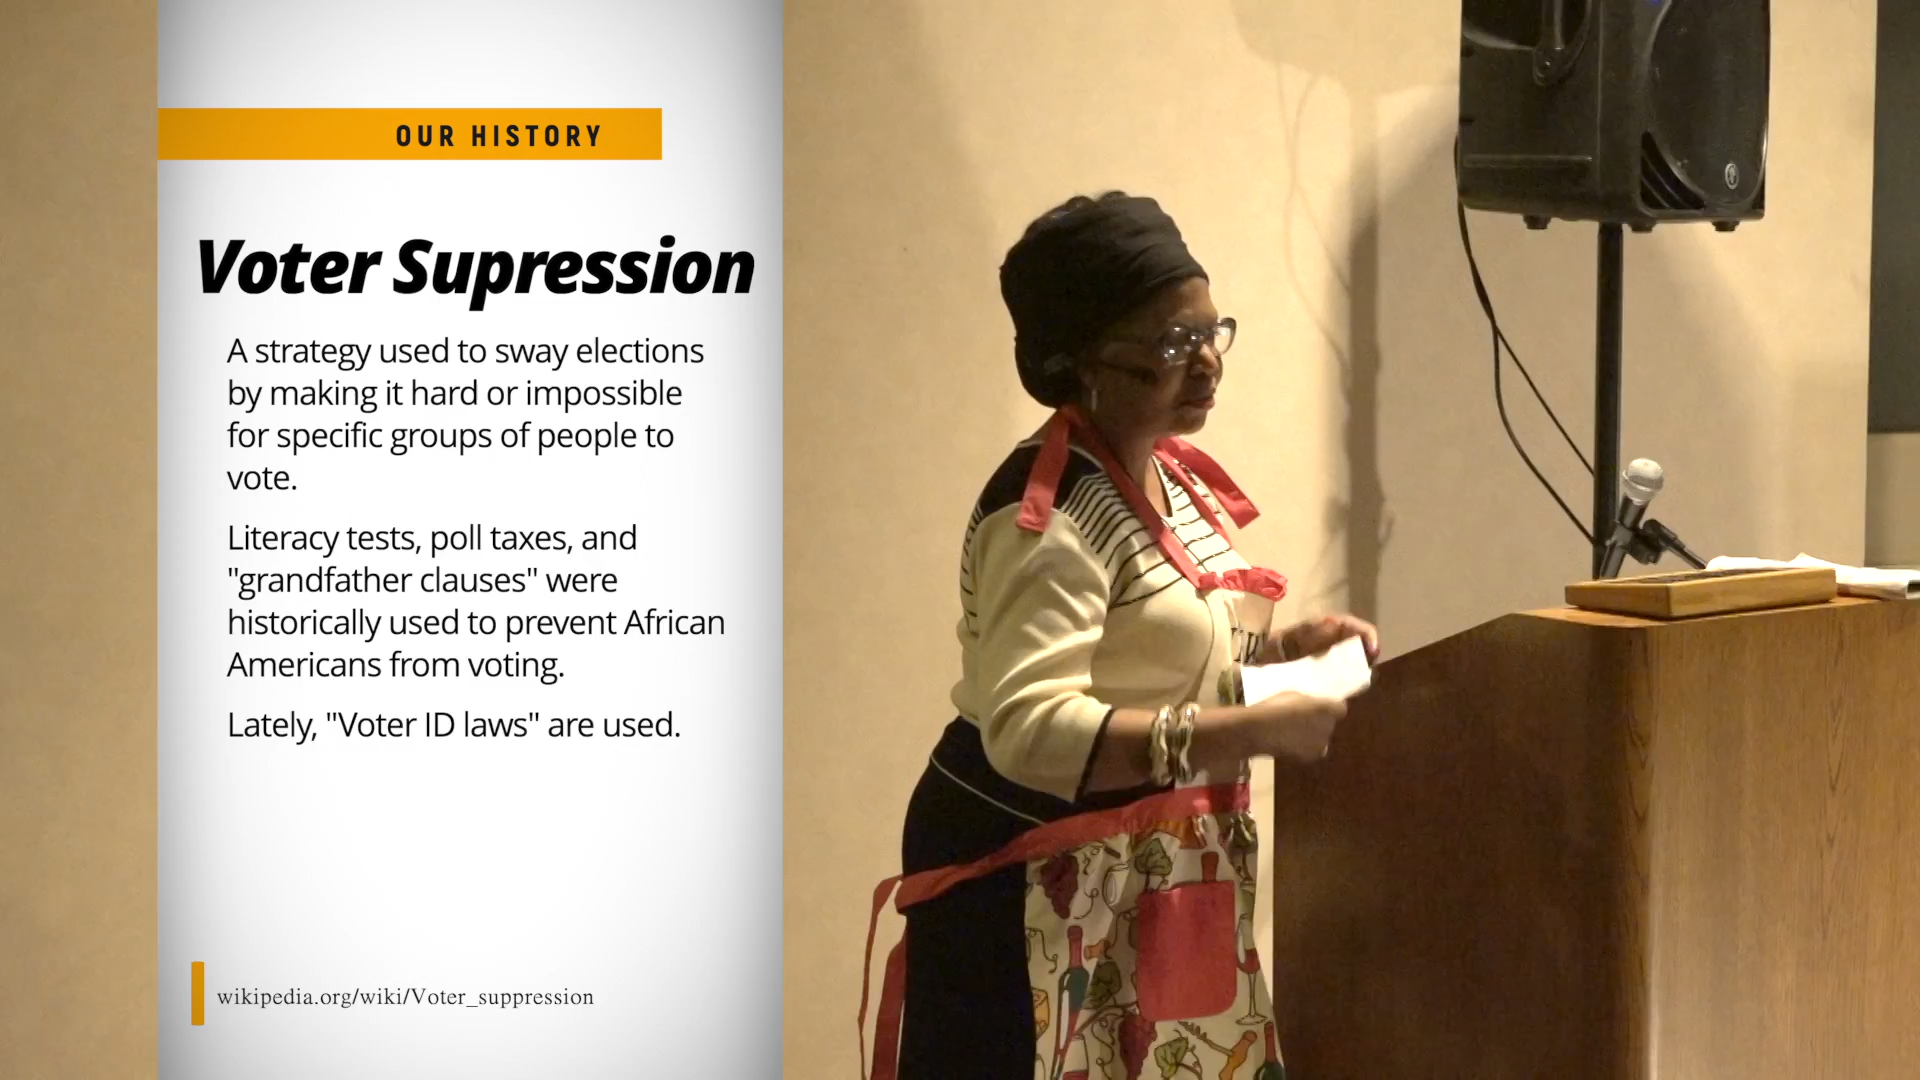 OUR HISTORY
Voter Supression
A strategy used to sway elections
by making it hard or impossible
for specific groups of people to
vote.
Literacy tests, poll taxes, and
"grandfather clauses" were
historically used to prevent African
Americans from voting.
Lately, "Voter ID laws" are used.
wikipedia.org/wiki/Voter_suppression